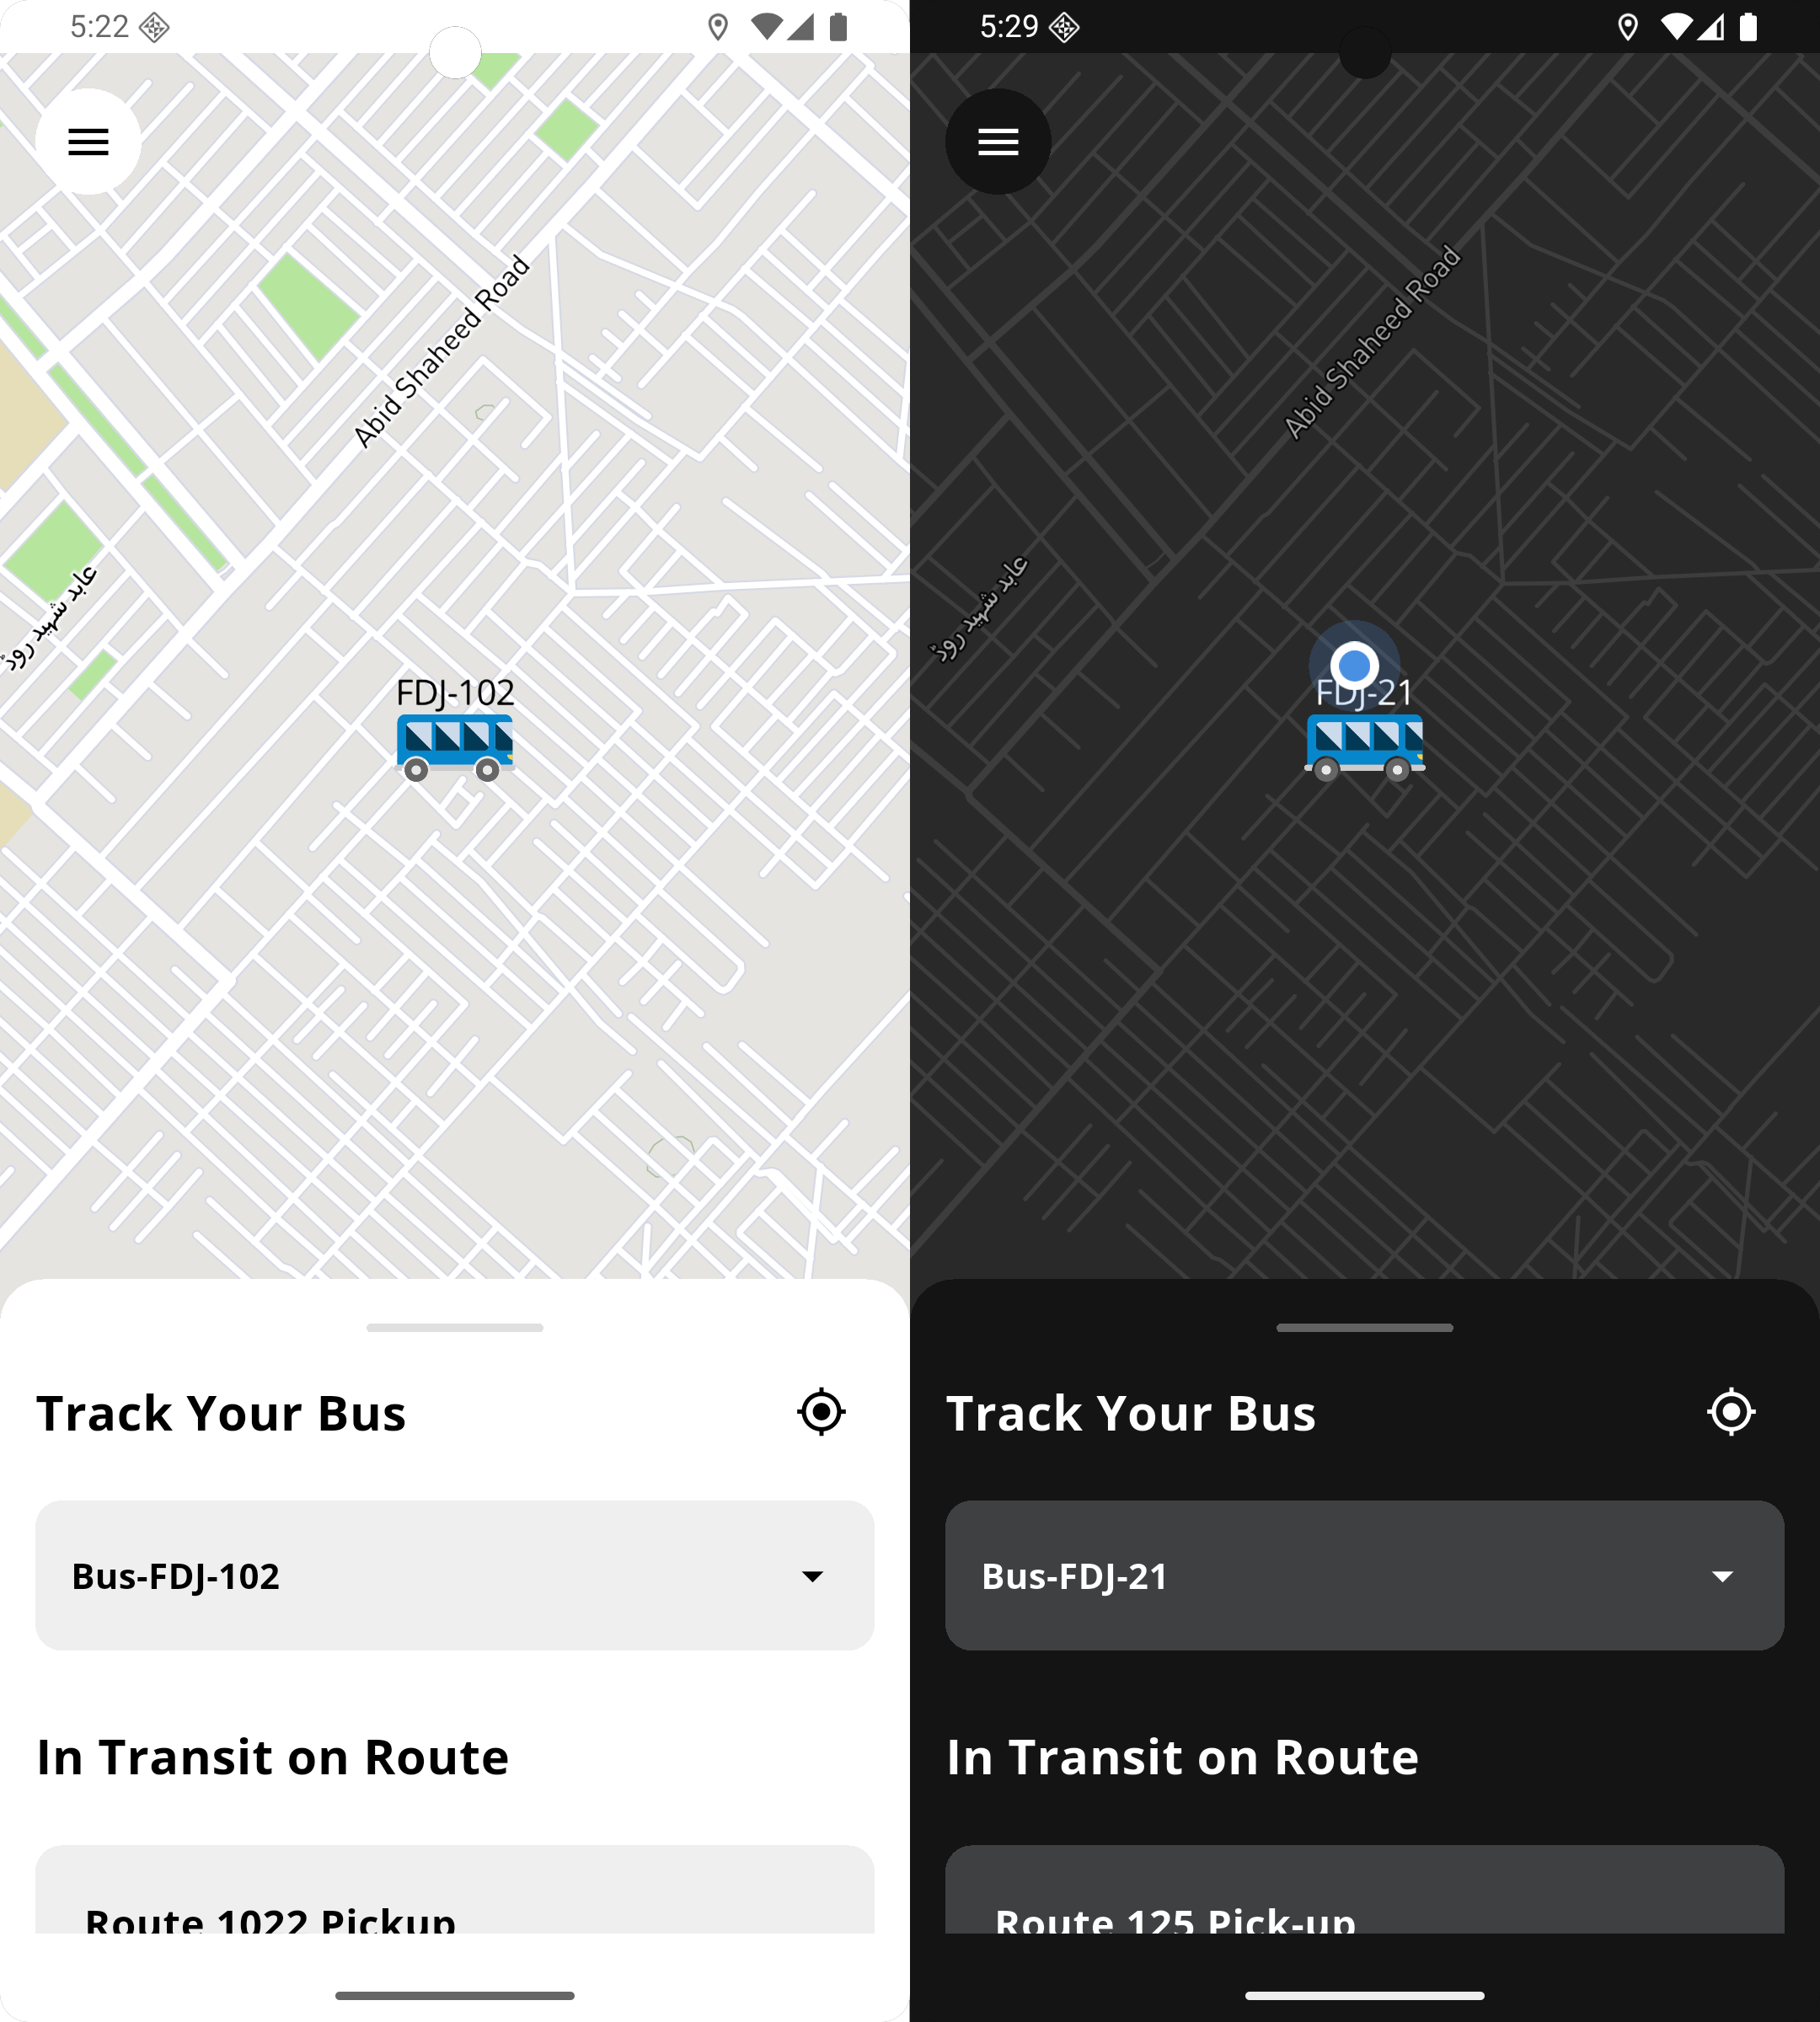 5:22
Abid Shaheed Road
عابد شہید روڈ
FDJ-102
Track Your Bus
Bus-FDJ-102
In Transit on Route
Route 1022 Pickup
5:29
Abid Shaheed Road
عابد شہید روڈ
FDJ-21
Track Your Bus
Bus-FDJ-21
In Transit on Route
Route 125 Pick-up